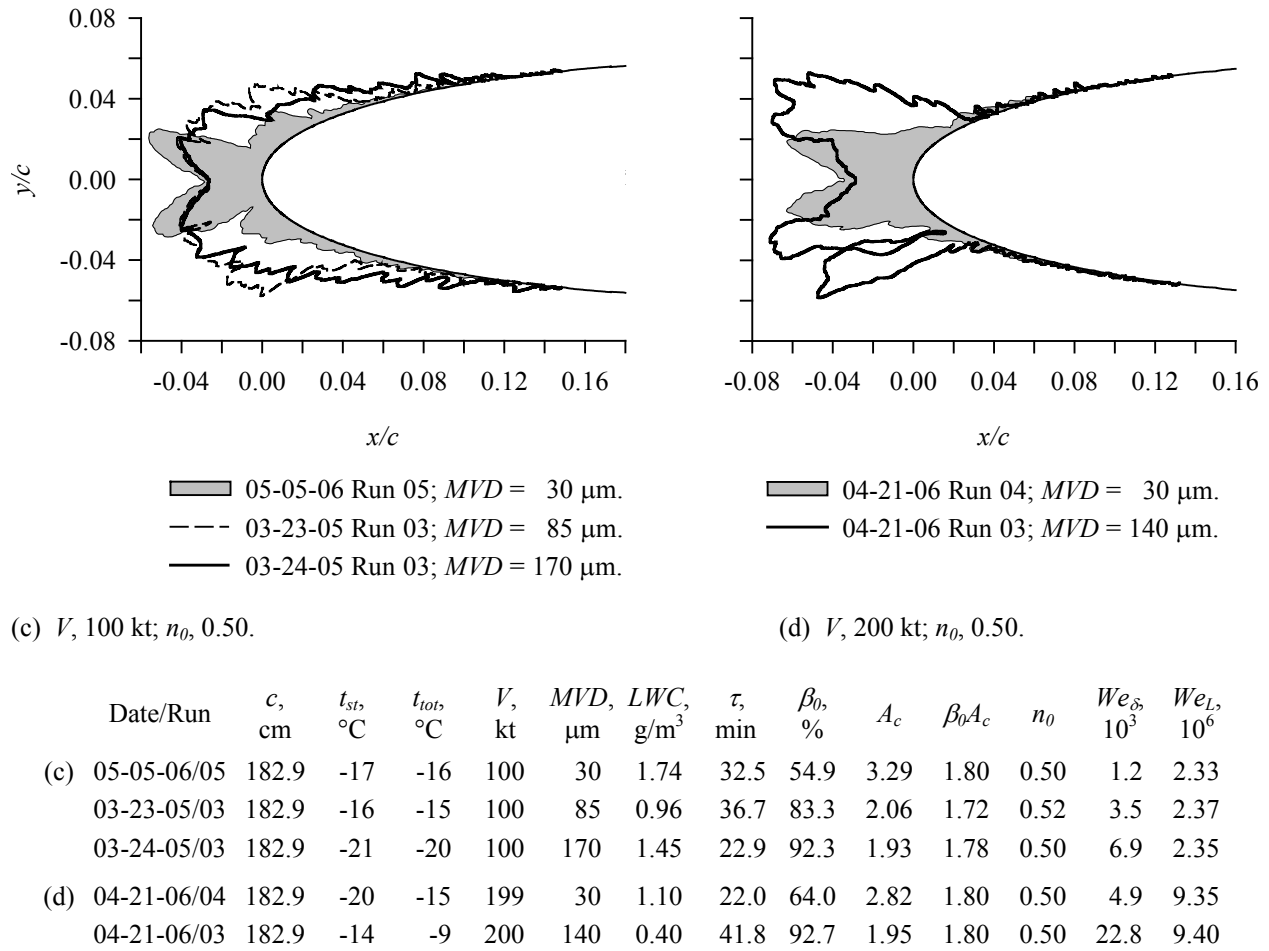 0.08
0.04
0.00
-0.04
-0.08
y/c
-0.04 0.00 0.04 0.08 0.12 0.16
x/c
-0.08 -0.04 0.00 0.04 0.08 0.12 0.16
x/c
05-05-06 Run 05; MVD = 30 µm.
03-23-05 Run 03; MVD = 85 µm.
03-24-05 Run 03; MVD = 170 µm.
04-21-06 Run 04; MVD = 30 µm.
04-21-06 Run 03; MVD = 140 µm.
(c) V, 100 kt; n0, 0.50.
(d) V, 200 kt; n0, 0.50.
Date/Run c, cm tst, °C ttot, °C V, kt MVD, µm LWC, g/m³ τ, min β0, % Ac β0Ac n0 Weδ, 10³ WeL, 10⁶
(c) 05-05-06/05 182.9 -17 -16 100 30 1.74 32.5 54.9 3.29 1.80 0.50 1.2 2.33
03-23-05/03 182.9 -16 -15 100 85 0.96 36.7 83.3 2.06 1.72 0.52 3.5 2.37
03-24-05/03 182.9 -21 -20 100 170 1.45 22.9 92.3 1.93 1.78 0.50 6.9 2.35
(d) 04-21-06/04 182.9 -20 -15 199 30 1.10 22.0 64.0 2.82 1.80 0.50 4.9 9.35
04-21-06/03 182.9 -14 -9 200 140 0.40 41.8 92.7 1.95 1.80 0.50 22.8 9.40